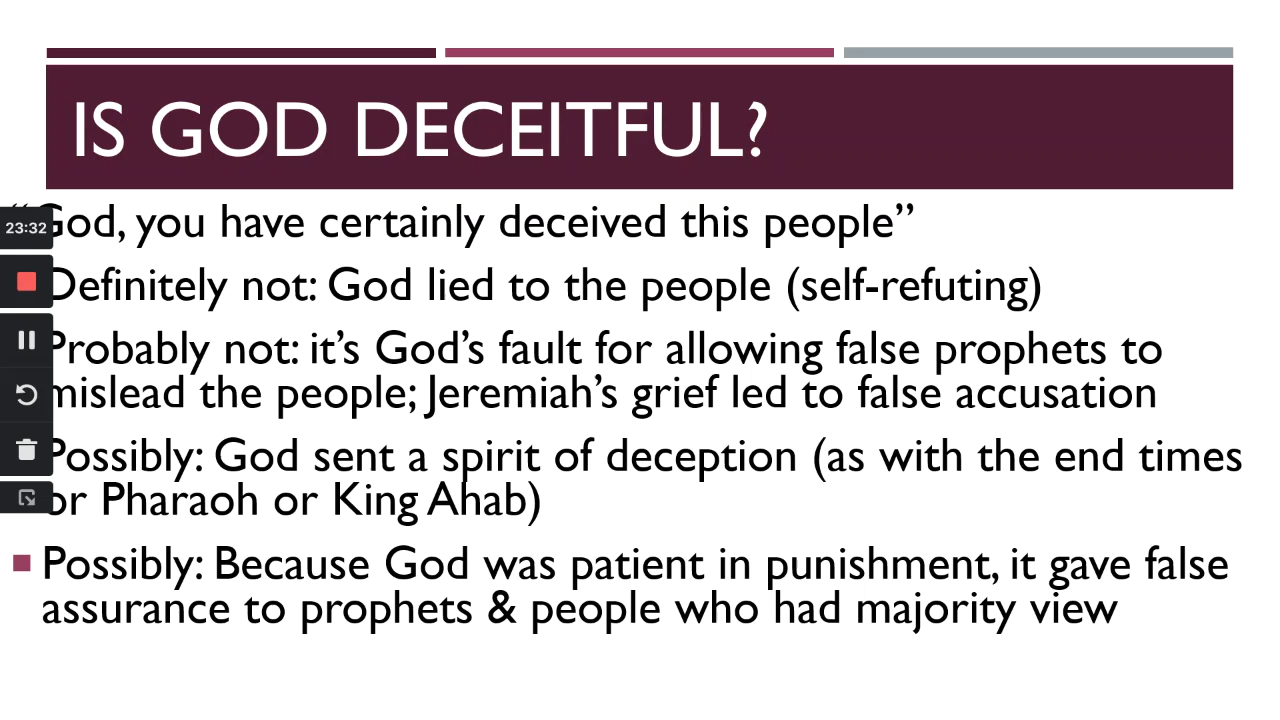 IS GOD DECEITFUL?
“God, you have certainly deceived this people”
23:32
Definitely not: God lied to the people (self-refuting)
Probably not: it’s God’s fault for allowing false prophets to
mislead the people; Jeremiah’s grief led to false accusation
Possibly: God sent a spirit of deception (as with the end times
or Pharaoh or King Ahab)
Possibly: Because God was patient in punishment, it gave false
assurance to prophets & people who had majority view